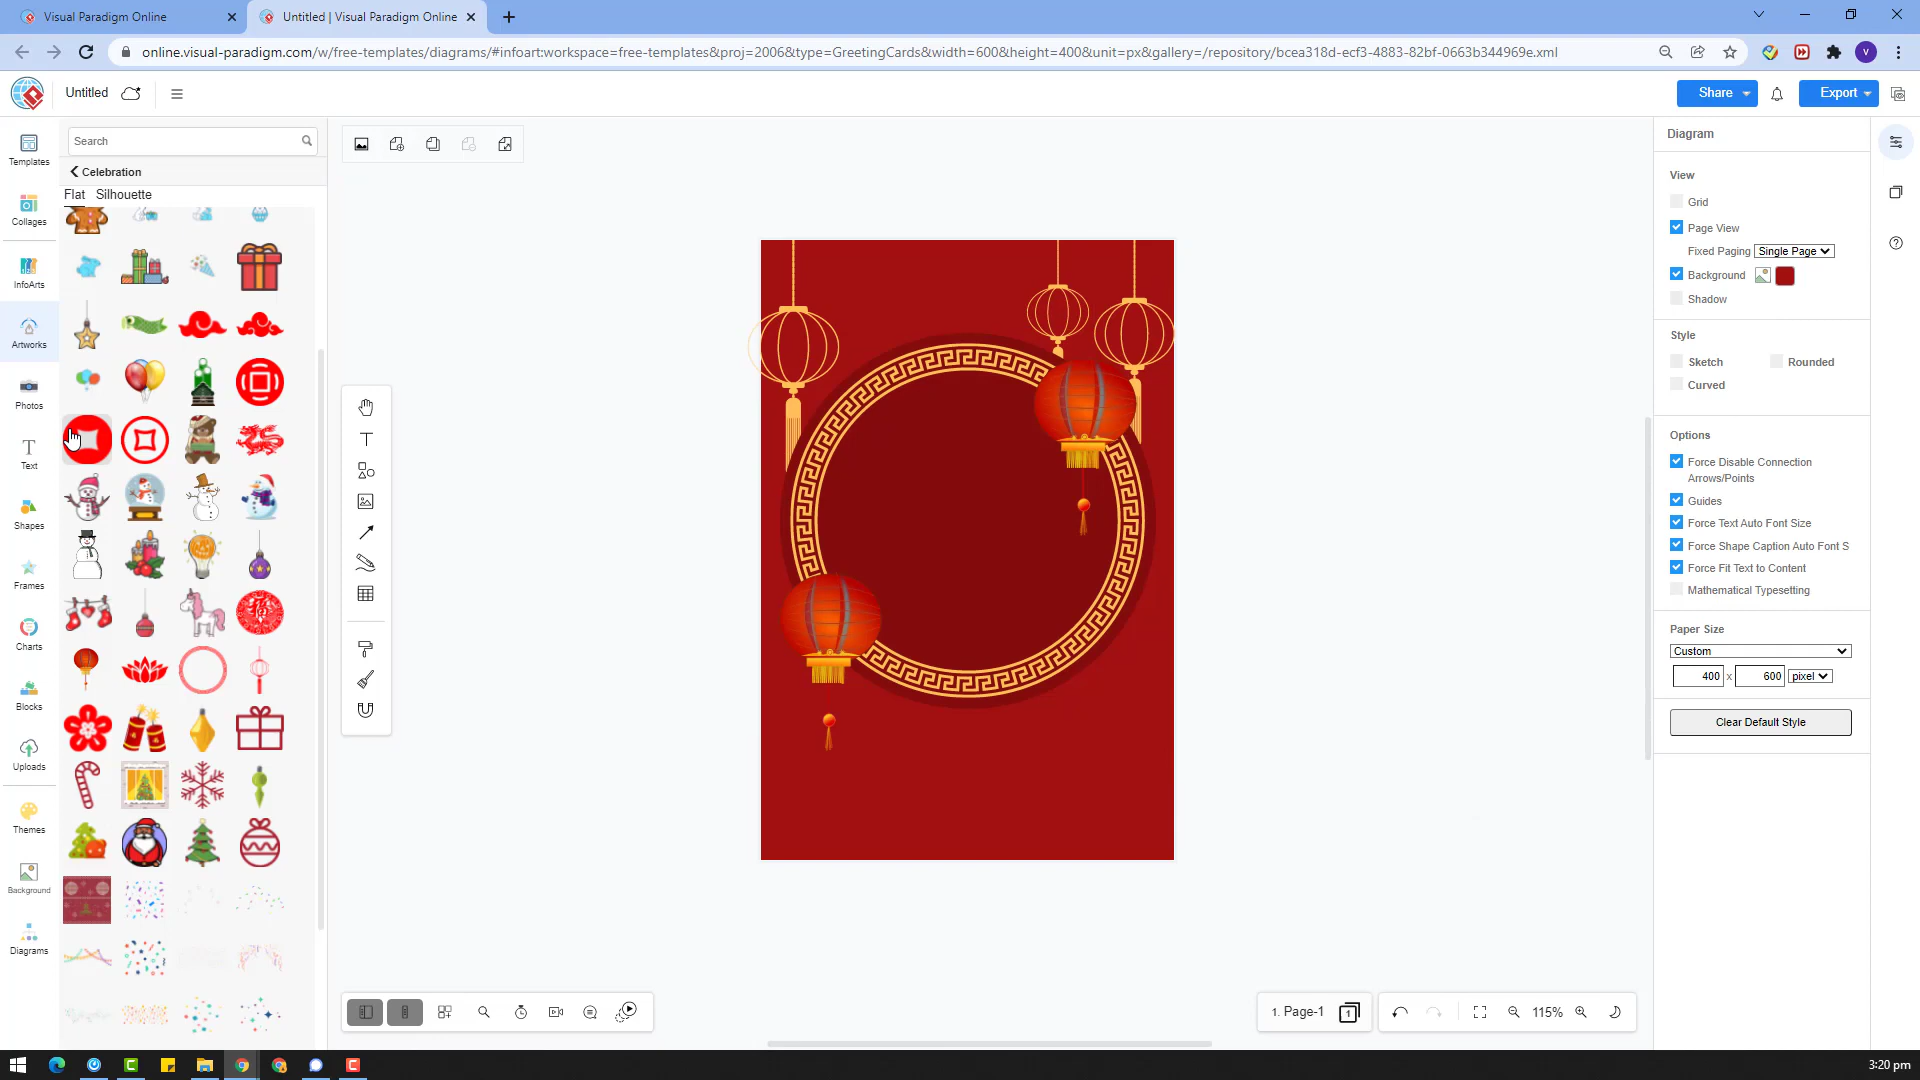 Visual Paradigm Online
Untitled | Visual Paradigm Online
online.visual-paradigm.com/w/free-templates/diagrams/#infoart:workspace=free-templates&proj=2006&type=GreetingCards&width=600&height=400&unit=px&gallery=/repository/bcea318d-ecf3-4883-82bf-0663b344969e.xml
V
Untitled
Share
Export
Templates
Collages
InfoArts
Artworks
Photos
Text
Shapes
Frames
Charts
Blocks
Uploads
Themes
Background
Diagrams
Search
Celebration
Flat Silhouette
福
Diagram
View
Grid
Page View
Fixed Paging Single Page
Background
Shadow
Style
Sketch Rounded
Curved
Options
Force Disable Connection
Arrows/Points
Guides
Force Text Auto Font Size
Force Shape Caption Auto Font S
Force Fit Text to Content
Mathematical Typesetting
Paper Size
Custom
400 x 600 pixel
Clear Default Style
1. Page-1 1
115%
3:20 pm